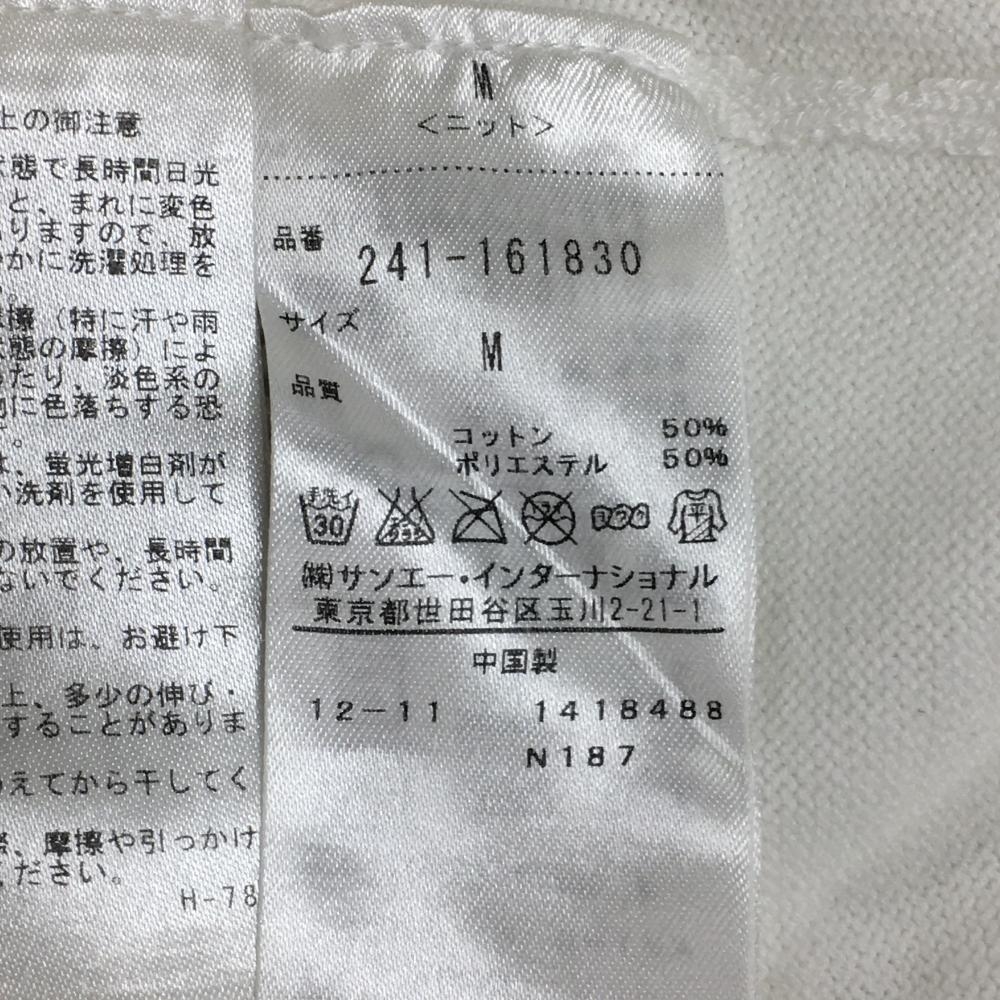 上の御注意
態で長時間日光
と、まれに変色
りますので、放
やかに洗濯処理を
擦（特に汗や雨
態の摩擦）によ
たり、淡色系の
に色落ちする恐
す。
は、蛍光増白剤が
い洗剤を使用して
の放置や、長時間
ないでください。
使用は、お避け下
上、多少の伸び・
することがありま
えてから干してく
、摩擦や引っかけ
ください。
H-78
M
<ニット>
品番 241-161830
サイズ
M
品質
コットン 50%
ポリエステル 50%
手洗イ 30 平
㈱サンエー・インターナショナル
東京都世田谷区玉川2-21-1
中国製
12-11 1418488
N187